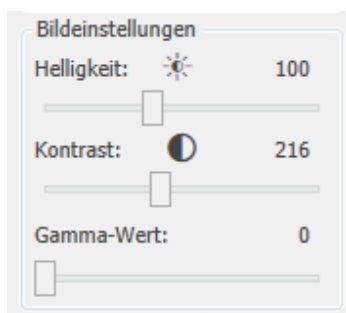 Bildeinstellungen
Helligkeit: 100
Kontrast: 216
Gamma-Wert: 0